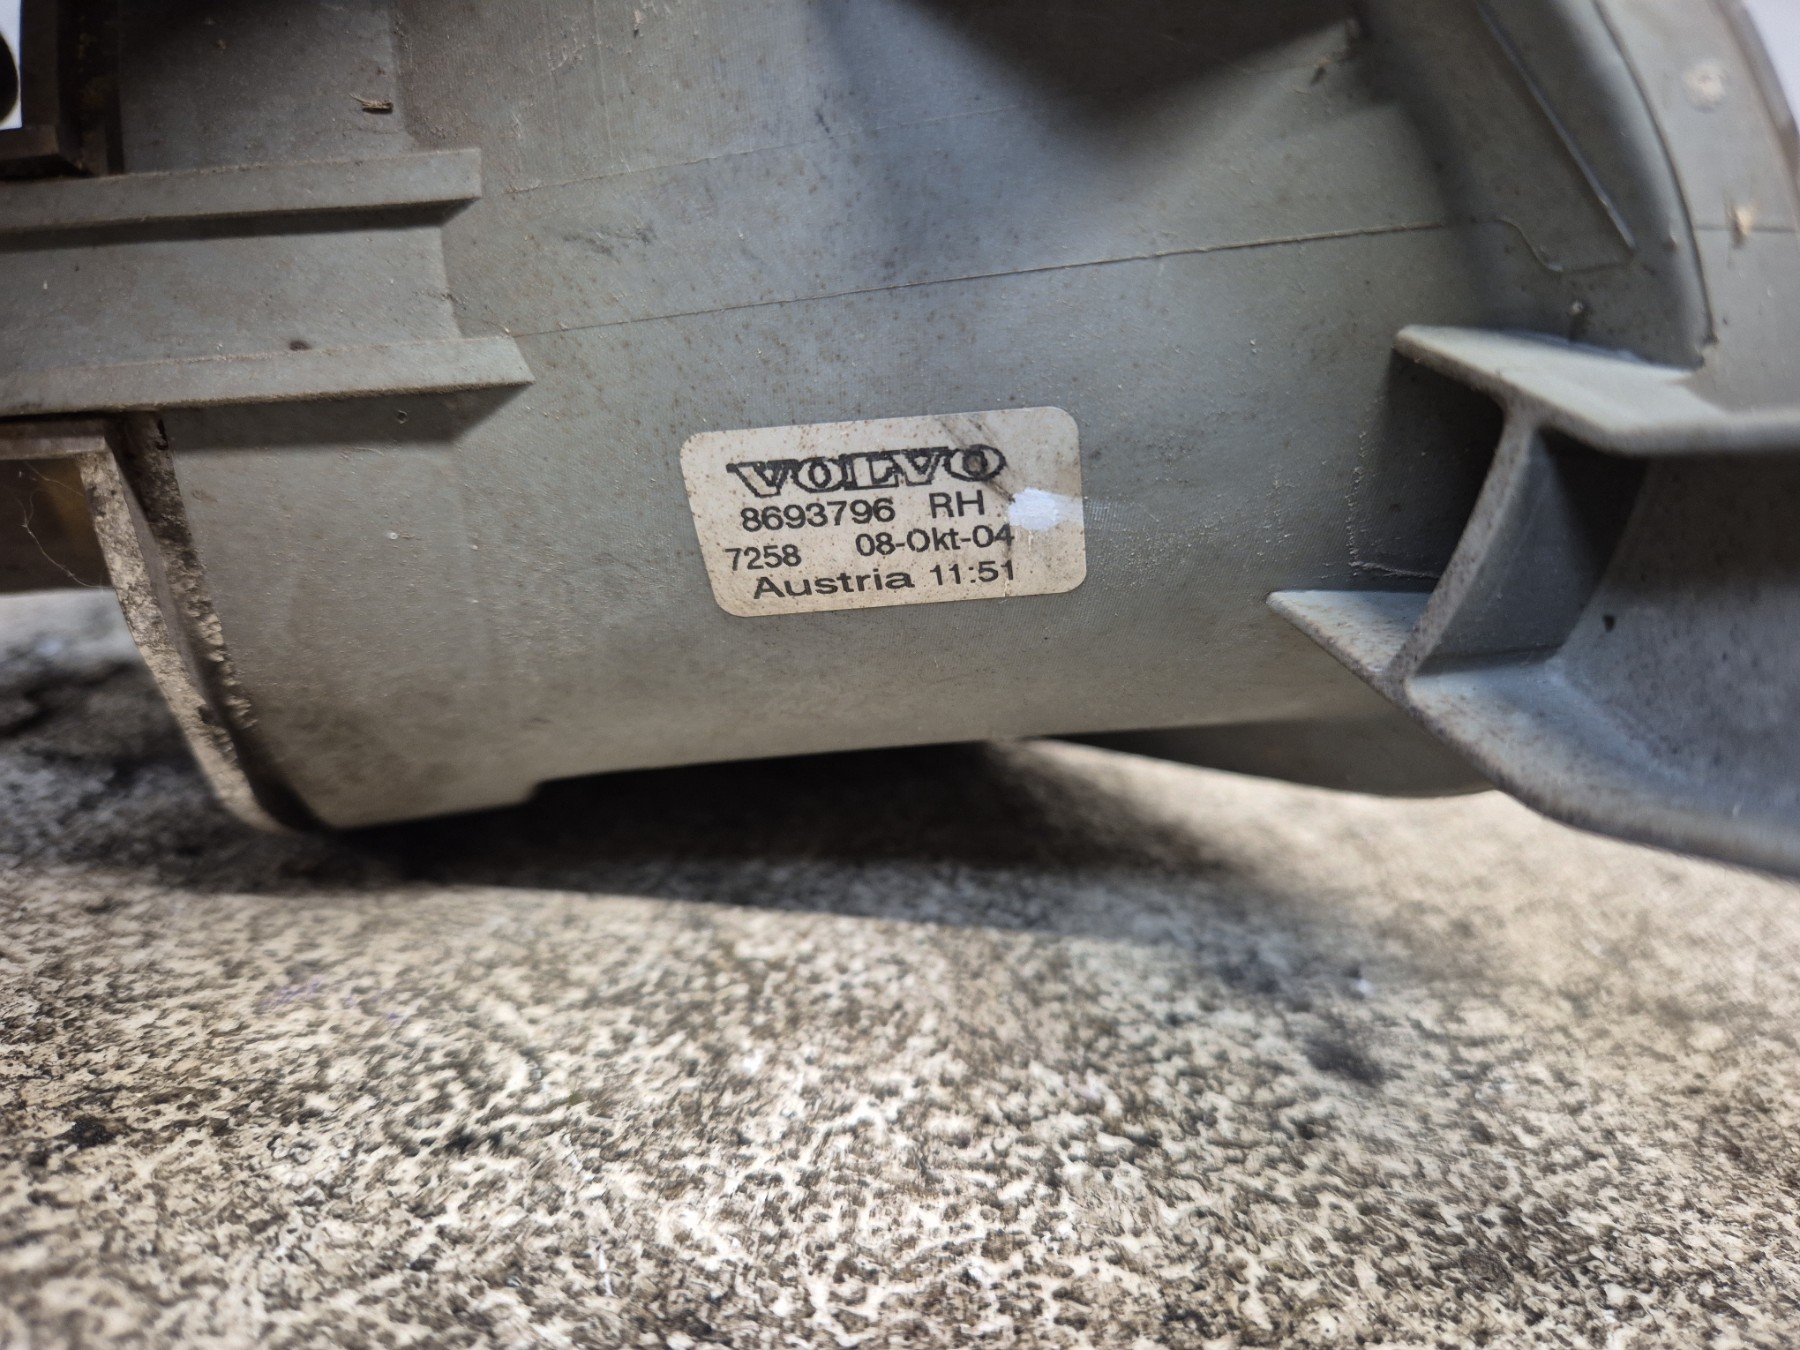 VOLVO
8693796 RH
7258 08-Okt-04
Austria 11:51